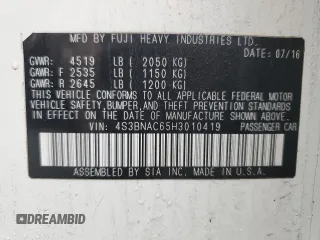 MFD BY FUJI HEAVY INDUSTRIES LTD.
DATE: 07/16
GVWR: 4519 LB ( 2050 KG)
GAWR: F 2535 LB ( 1150 KG)
GAWR: R 2645 LB ( 1200 KG)
THIS VEHICLE CONFORMS TO ALL APPLICABLE FEDERAL MOTOR
VEHICLE SAFETY, BUMPER, AND THEFT PREVENTION STANDARDS
IN EFFECT ON THE DATE OF MANUFACTURE SHOWN ABOVE.
VIN: 4S3BNAC65H3010419 PASSENGER CAR
ASSEMBLED BY SIA IN U.S.A.
© DREAMBID
DREAMBID.COM